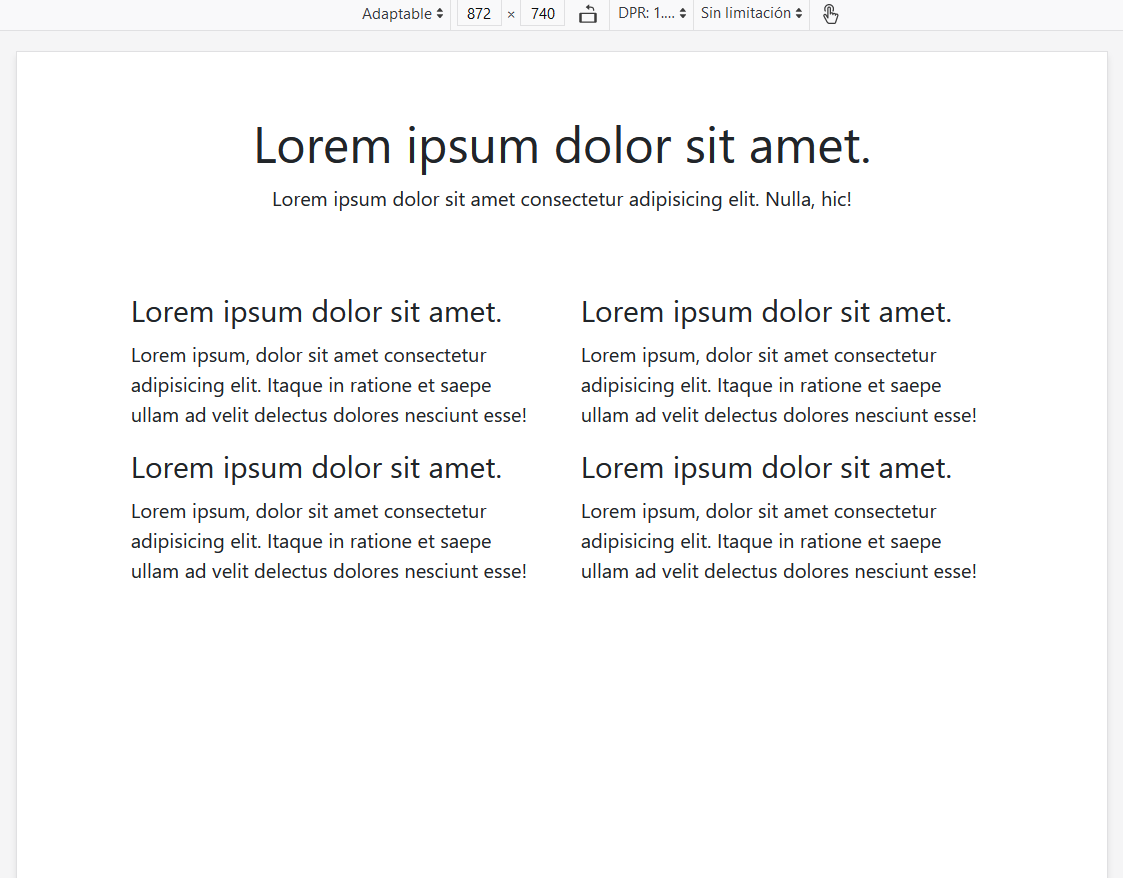 Adaptable 872 × 740 DPR: 1.... Sin limitación
Lorem ipsum dolor sit amet.
Lorem ipsum dolor sit amet consectetur adipisicing elit. Nulla, hic!
Lorem ipsum dolor sit amet.
Lorem ipsum, dolor sit amet consectetur
adipisicing elit. Itaque in ratione et saepe
ullam ad velit delectus dolores nesciunt esse!
Lorem ipsum dolor sit amet.
Lorem ipsum, dolor sit amet consectetur
adipisicing elit. Itaque in ratione et saepe
ullam ad velit delectus dolores nesciunt esse!
Lorem ipsum dolor sit amet.
Lorem ipsum, dolor sit amet consectetur
adipisicing elit. Itaque in ratione et saepe
ullam ad velit delectus dolores nesciunt esse!
Lorem ipsum dolor sit amet.
Lorem ipsum, dolor sit amet consectetur
adipisicing elit. Itaque in ratione et saepe
ullam ad velit delectus dolores nesciunt esse!